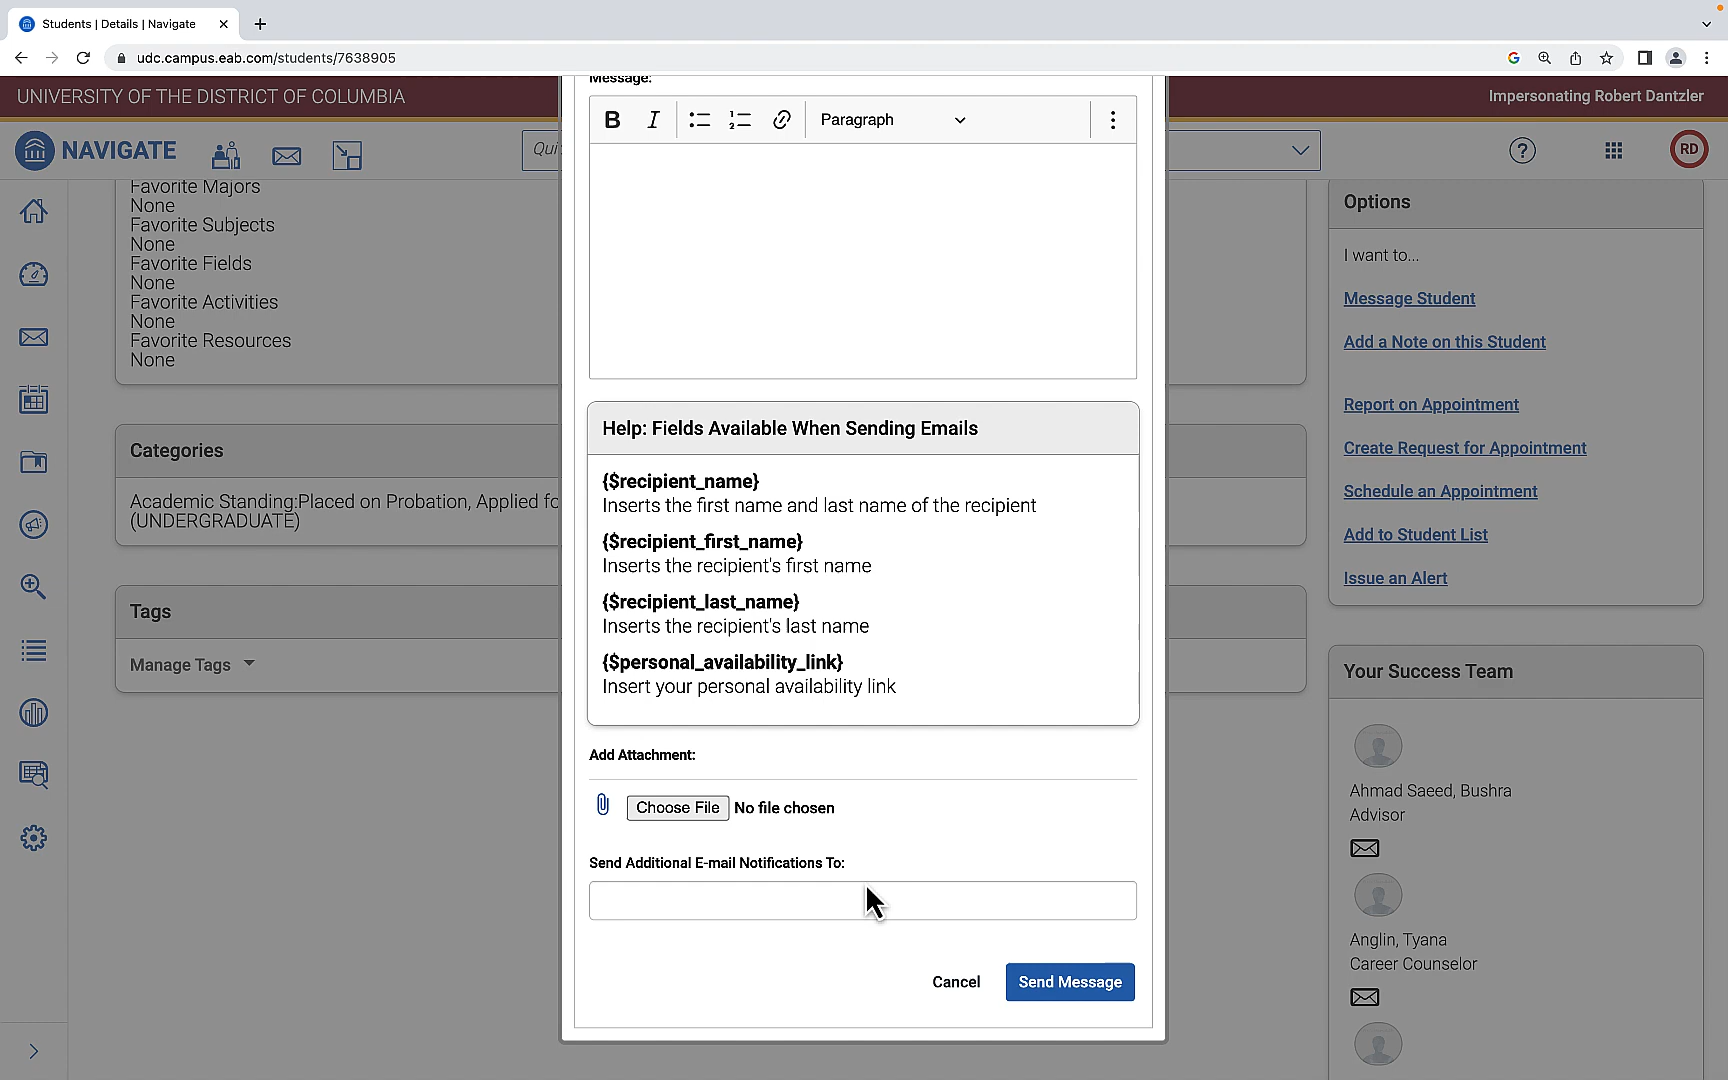 Students | Details | Navigate
udc.campus.eab.com/students/7638905
UNIVERSITY OF THE DISTRICT OF COLUMBIA
Impersonating Robert Dantzler
NAVIGATE
Qui
RD
Favorite Majors
None
Favorite Subjects
None
Favorite Fields
None
Favorite Activities
None
Favorite Resources
None
Categories
Academic Standing:Placed on Probation, Applied fo
(UNDERGRADUATE)
Tags
Manage Tags
Message:
B I Paragraph
Help: Fields Available When Sending Emails
{$recipient_name}
Inserts the first name and last name of the recipient
{$recipient_first_name}
Inserts the recipient's first name
{$recipient_last_name}
Inserts the recipient's last name
{$personal_availability_link}
Insert your personal availability link
Add Attachment:
Choose File No file chosen
Send Additional E-mail Notifications To:
Cancel
Send Message
Options
I want to...
Message Student
Add a Note on this Student
Report on Appointment
Create Request for Appointment
Schedule an Appointment
Add to Student List
Issue an Alert
Your Success Team
Ahmad Saeed, Bushra
Advisor
Anglin, Tyana
Career Counselor